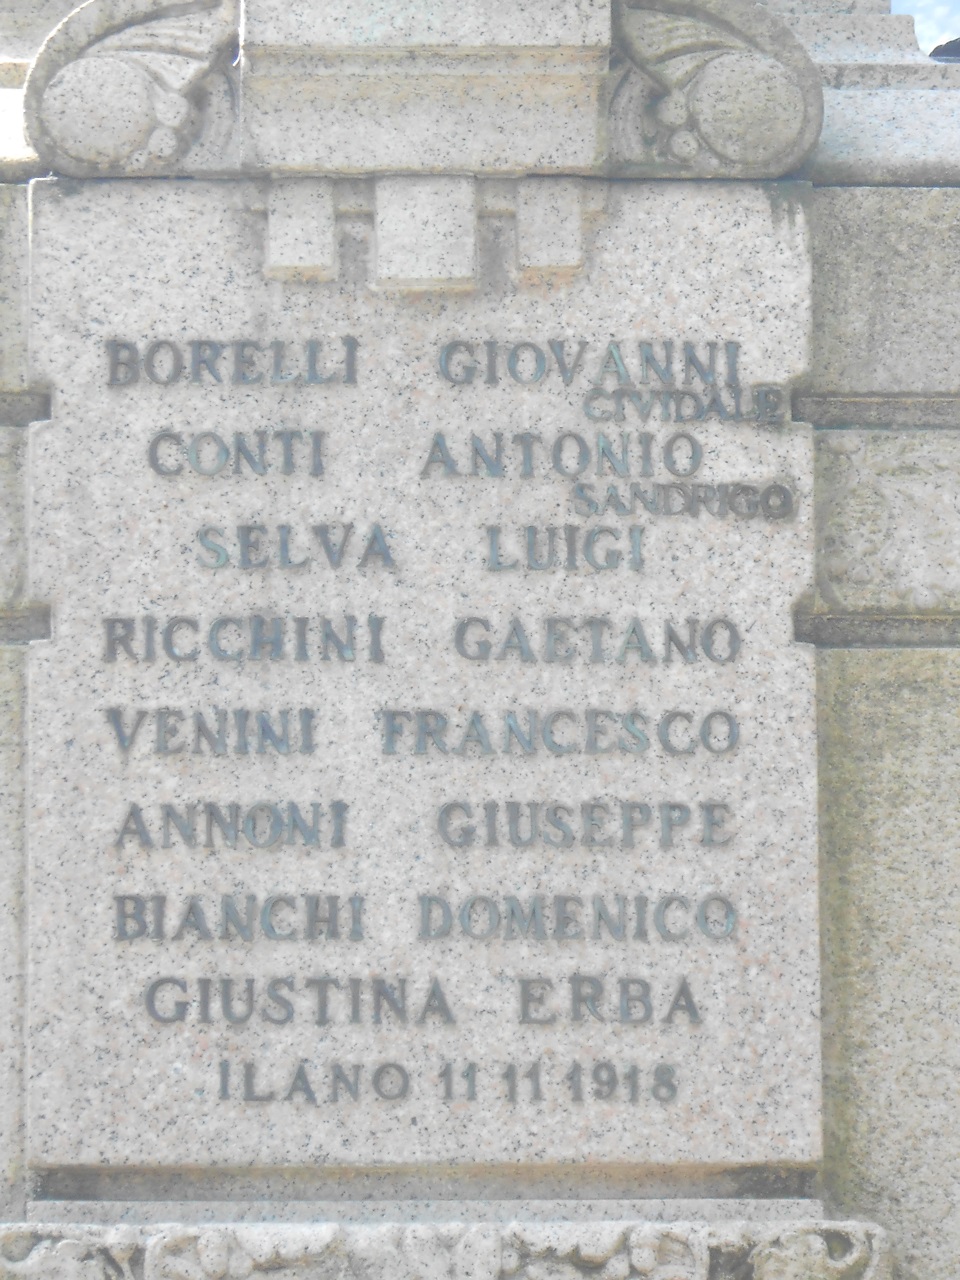 BORELLI GIOVANNI
CIVIDALE
CONTI ANTONIO
SANDRIGO
SELVA LUIGI
RICCHINI GAETANO
VENINI FRANCESCO
ANNONI GIUSEPPE
BIANCHI DOMENICO
GIUSTINA ERBA
ILANO 11 11 1918